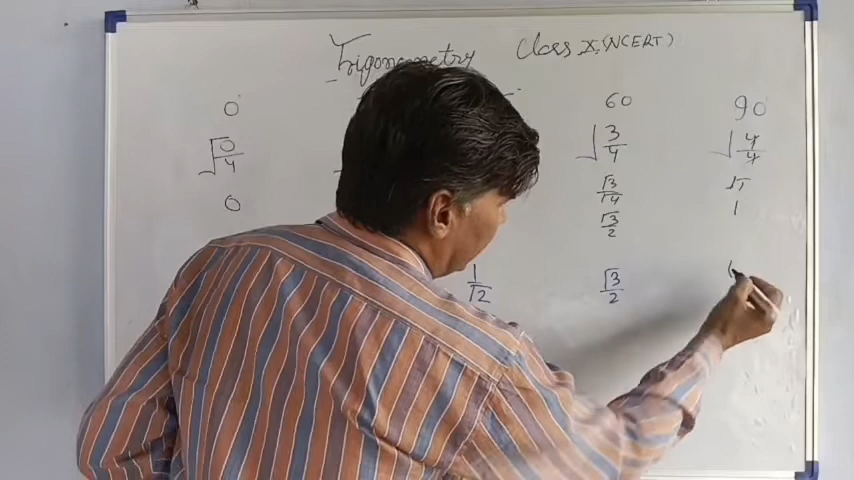 Trigonometry Class X (NCERT)
0 60 90
√0/4 √3/4 √4/4
√3/√4 √1
0 √3/2 1
1/√2 √3/2